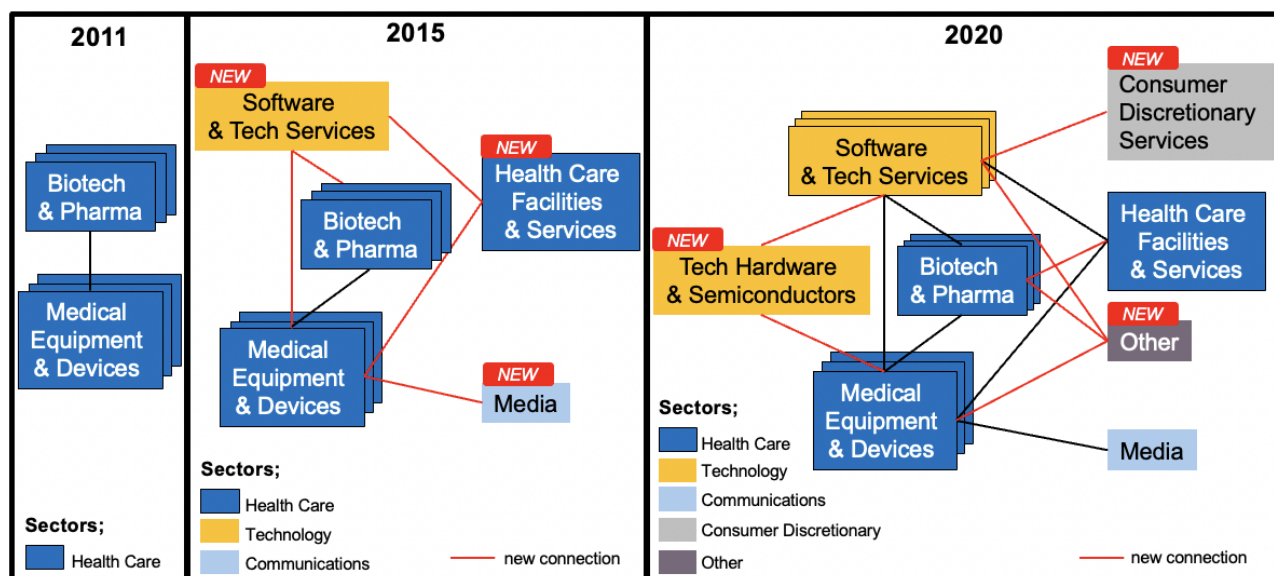 2011
Biotech
& Pharma
Medical
Equipment
& Devices
Sectors;
Health Care
2015
NEW
Software
& Tech Services
NEW
Health Care
Facilities
& Services
Biotech
& Pharma
Medical
Equipment
& Devices
NEW
Media
Sectors;
Health Care
Technology
Communications
new connection
2020
NEW
Consumer
Discretionary
Services
Software
& Tech Services
Health Care
Facilities
& Services
NEW
Tech Hardware
& Semiconductors
Biotech
& Pharma
NEW
Other
Medical
Equipment
& Devices
Media
Sectors;
Health Care
Technology
Communications
Consumer Discretionary
Other
new connection